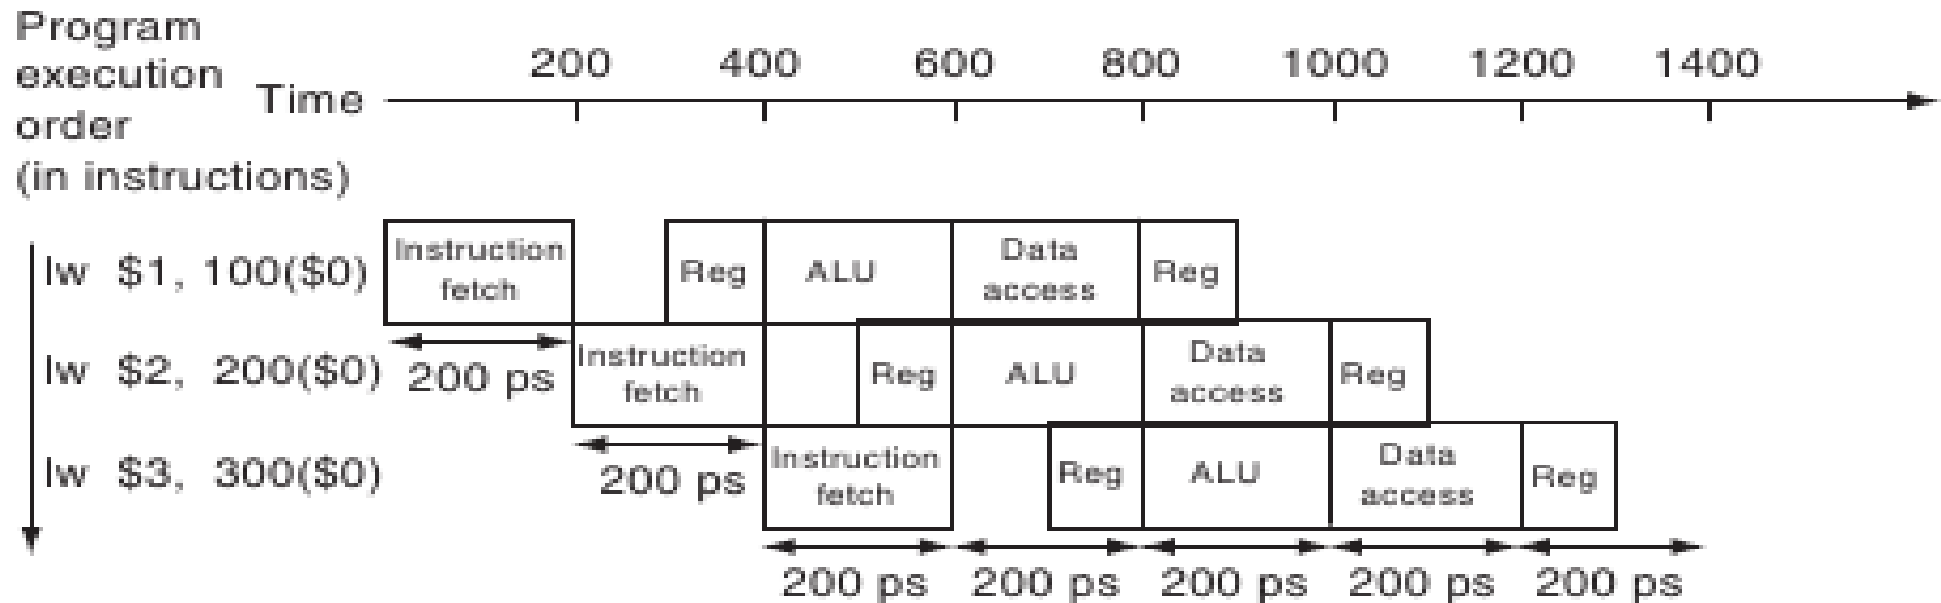 Program
execution
order
(in instructions)
Time
200 400 600 800 1000 1200 1400
lw $1, 100($0)
Instruction
fetch
Reg
ALU
Data
access
Reg
200 ps
lw $2, 200($0)
Instruction
fetch
Reg
ALU
Data
access
Reg
200 ps
lw $3, 300($0)
Instruction
fetch
Reg
ALU
Data
access
Reg
200 ps 200 ps 200 ps 200 ps 200 ps